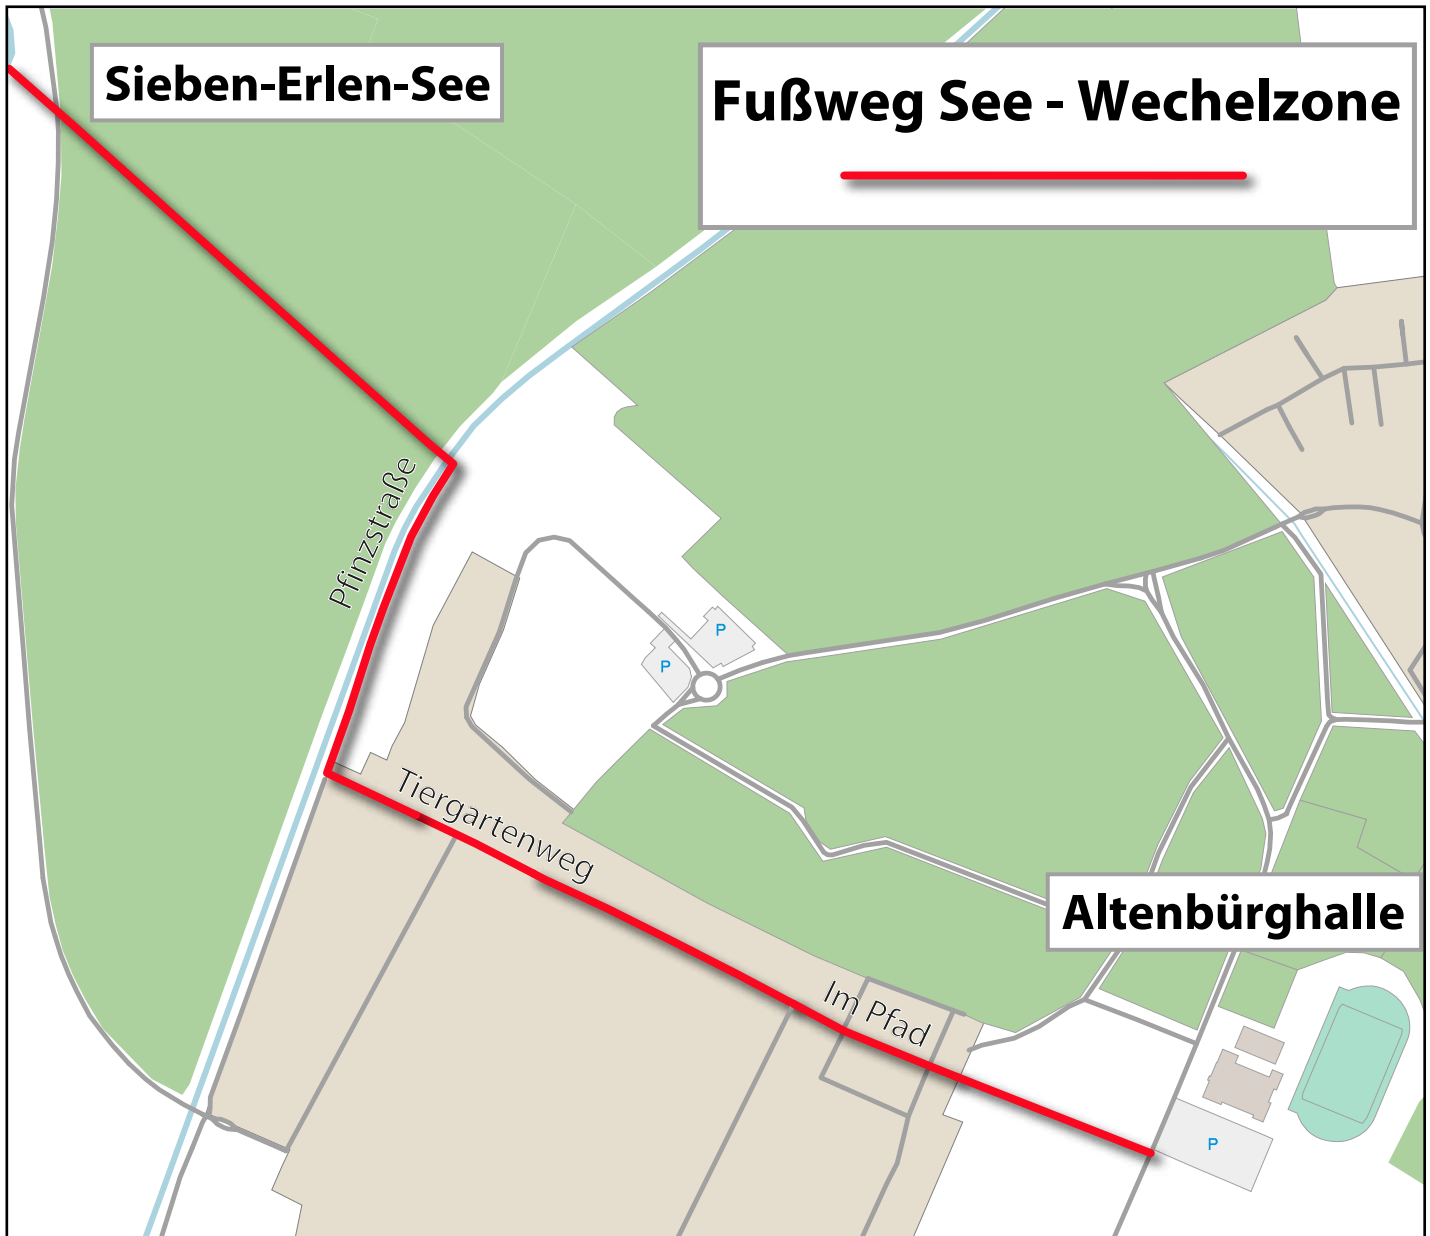 Sieben-Erlen-See
Fußweg See - Wechelzone
Pfinzstraße
P
P
Tiergartenweg
Altenbürghalle
Im Pfad
P